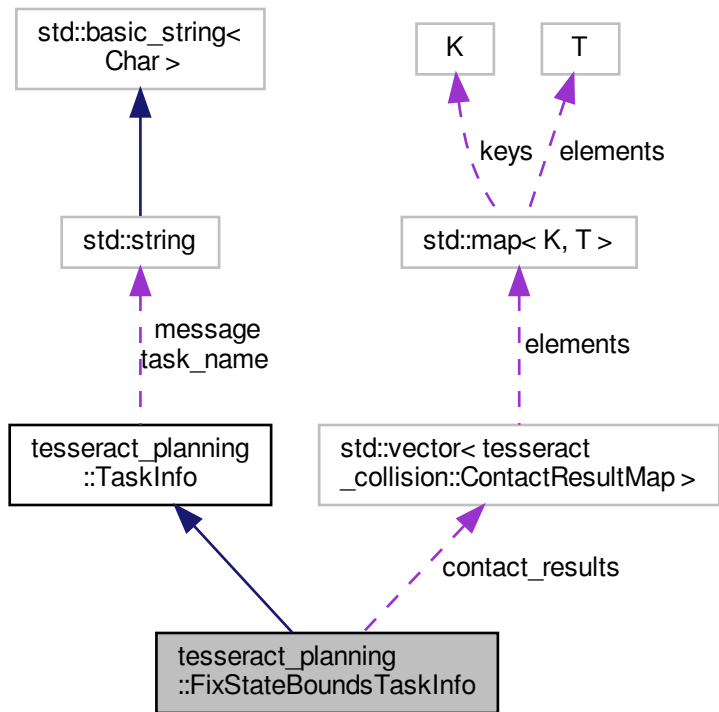 std::basic_string<
Char >
K
T
keys
elements
std::string
std::map< K, T >
message
task_name
elements
tesseract_planning
::TaskInfo
std::vector< tesseract
_collision::ContactResultMap >
contact_results
tesseract_planning
::FixStateBoundsTaskInfo